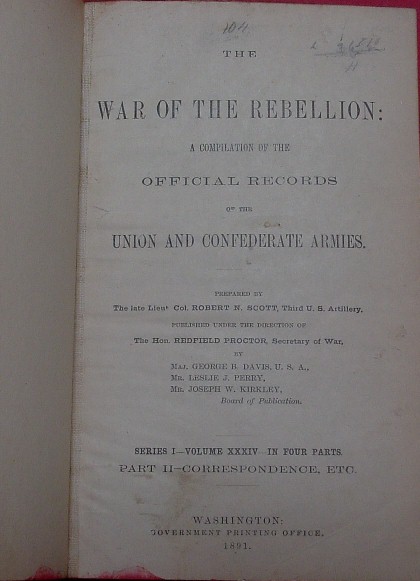 104
THE
WAR OF THE REBELLION:
A COMPILATION OF THE
OFFICIAL RECORDS
OF THE
UNION AND CONFEDERATE ARMIES.
PREPARED BY
The late Lieut Col. ROBERT N. SCOTT, Third U. S. Artillery.
PUBLISHED UNDER THE DIRECTION OF
The Hon. REDFIELD PROCTOR, Secretary of War,
BY
MAJ. GEORGE B. DAVIS, U. S. A.,
MR. LESLIE J. PERRY,
MR. JOSEPH W. KIRKLEY,
Board of Publication.
SERIES I—VOLUME XXXIV—IN FOUR PARTS.
PART II—CORRESPONDENCE, ETC.
WASHINGTON:
GOVERNMENT PRINTING OFFICE.
1891.